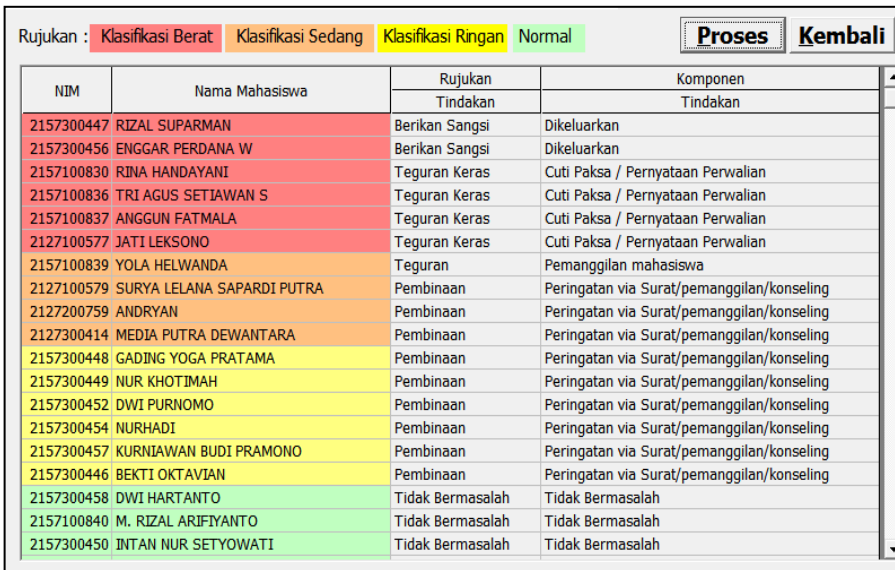 Rujukan : Klasifikasi Berat Klasifikasi Sedang Klasifikasi Ringan Normal Proses Kembali
NIM Nama Mahasiswa Rujukan Komponen
Tindakan Tindakan
2157300447 RIZAL SUPARMAN Berikan Sangsi Dikeluarkan
2157300456 ENGGAR PERDANA W Berikan Sangsi Dikeluarkan
2157100830 RINA HANDAYANI Teguran Keras Cuti Paksa / Pernyataan Perwalian
2157100836 TRI AGUS SETIAWAN S Teguran Keras Cuti Paksa / Pernyataan Perwalian
2157100837 ANGGUN FATMALA Teguran Keras Cuti Paksa / Pernyataan Perwalian
2127100577 JATI LEKSONO Teguran Keras Cuti Paksa / Pernyataan Perwalian
2157100839 YOLA HELWANDA Teguran Pemanggilan mahasiswa
2127100579 SURYA LELANA SAPARDI PUTRA Pembinaan Peringatan via Surat/pemanggilan/konseling
2127200759 ANDRYAN Pembinaan Peringatan via Surat/pemanggilan/konseling
2127300414 MEDIA PUTRA DEWANTARA Pembinaan Peringatan via Surat/pemanggilan/konseling
2157300448 GADING YOGA PRATAMA Pembinaan Peringatan via Surat/pemanggilan/konseling
2157300449 NUR KHOTIMAH Pembinaan Peringatan via Surat/pemanggilan/konseling
2157300452 DWI PURNOMO Pembinaan Peringatan via Surat/pemanggilan/konseling
2157300454 NURHADI Pembinaan Peringatan via Surat/pemanggilan/konseling
2157300457 KURNIAWAN BUDI PRAMONO Pembinaan Peringatan via Surat/pemanggilan/konseling
2157300446 BEKTI OKTAVIAN Pembinaan Peringatan via Surat/pemanggilan/konseling
2157300458 DWI HARTANTO Tidak Bermasalah Tidak Bermasalah
2157100840 M. RIZAL ARIFIYANTO Tidak Bermasalah Tidak Bermasalah
2157300450 INTAN NUR SETYOWATI Tidak Bermasalah Tidak Bermasalah